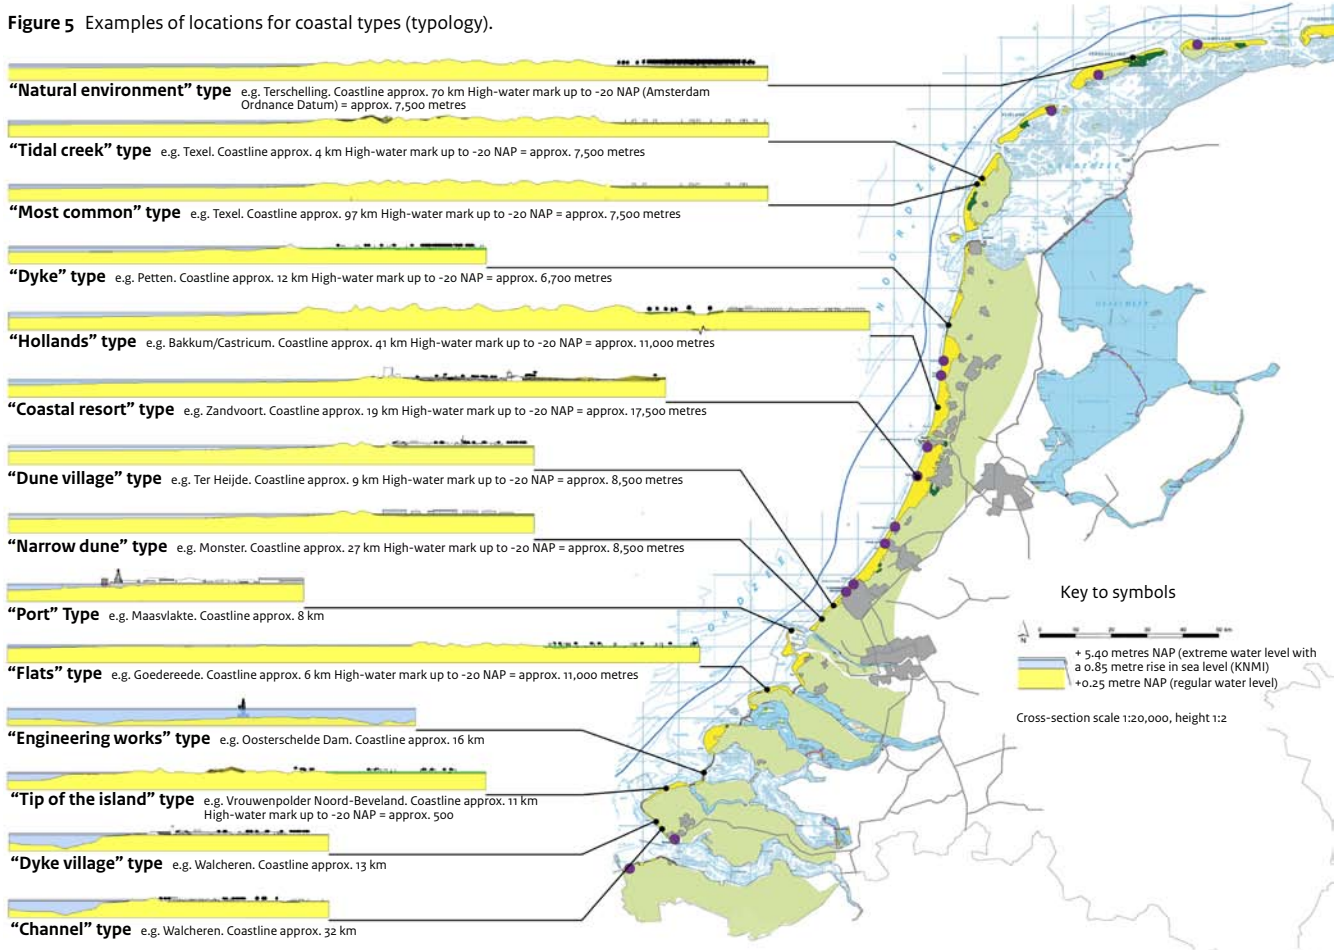 Figure 5 Examples of locations for coastal types (typology).
“Natural environment” type e.g. Terschelling. Coastline approx. 70 km High-water mark up to -20 NAP (Amsterdam
Ordnance Datum) = approx. 7,500 metres
“Tidal creek” type e.g. Texel. Coastline approx. 4 km High-water mark up to -20 NAP = approx. 7,500 metres
“Most common” type e.g. Texel. Coastline approx. 97 km High-water mark up to -20 NAP = approx. 7,500 metres
“Dyke” type e.g. Petten. Coastline approx. 12 km High-water mark up to -20 NAP = approx. 6,700 metres
“Hollands” type e.g. Bakkum/Castricum. Coastline approx. 41 km High-water mark up to -20 NAP = approx. 11,000 metres
“Coastal resort” type e.g. Zandvoort. Coastline approx. 19 km High-water mark up to -20 NAP = approx. 17,500 metres
“Dune village” type e.g. Ter Heijde. Coastline approx. 9 km High-water mark up to -20 NAP = approx. 8,500 metres
“Narrow dune” type e.g. Monster. Coastline approx. 27 km High-water mark up to -20 NAP = approx. 8,500 metres
“Port” Type e.g. Maasvlakte. Coastline approx. 8 km
“Flats” type e.g. Goedereede. Coastline approx. 6 km High-water mark up to -20 NAP = approx. 11,000 metres
“Engineering works” type e.g. Oosterschelde Dam. Coastline approx. 16 km
“Tip of the island” type e.g. Vrouwenpolder Noord-Beveland. Coastline approx. 11 km
High-water mark up to -20 NAP = approx. 500
“Dyke village” type e.g. Walcheren. Coastline approx. 13 km
“Channel” type e.g. Walcheren. Coastline approx. 32 km
NOORDZEE
NOORDZEE
Key to symbols
N
0 10 20 30 40 50 km
+ 5.40 metres NAP (extreme water level with
a 0.85 metre rise in sea level (KNMI)
+0.25 metre NAP (regular water level)
Cross-section scale 1:20,000, height 1:2